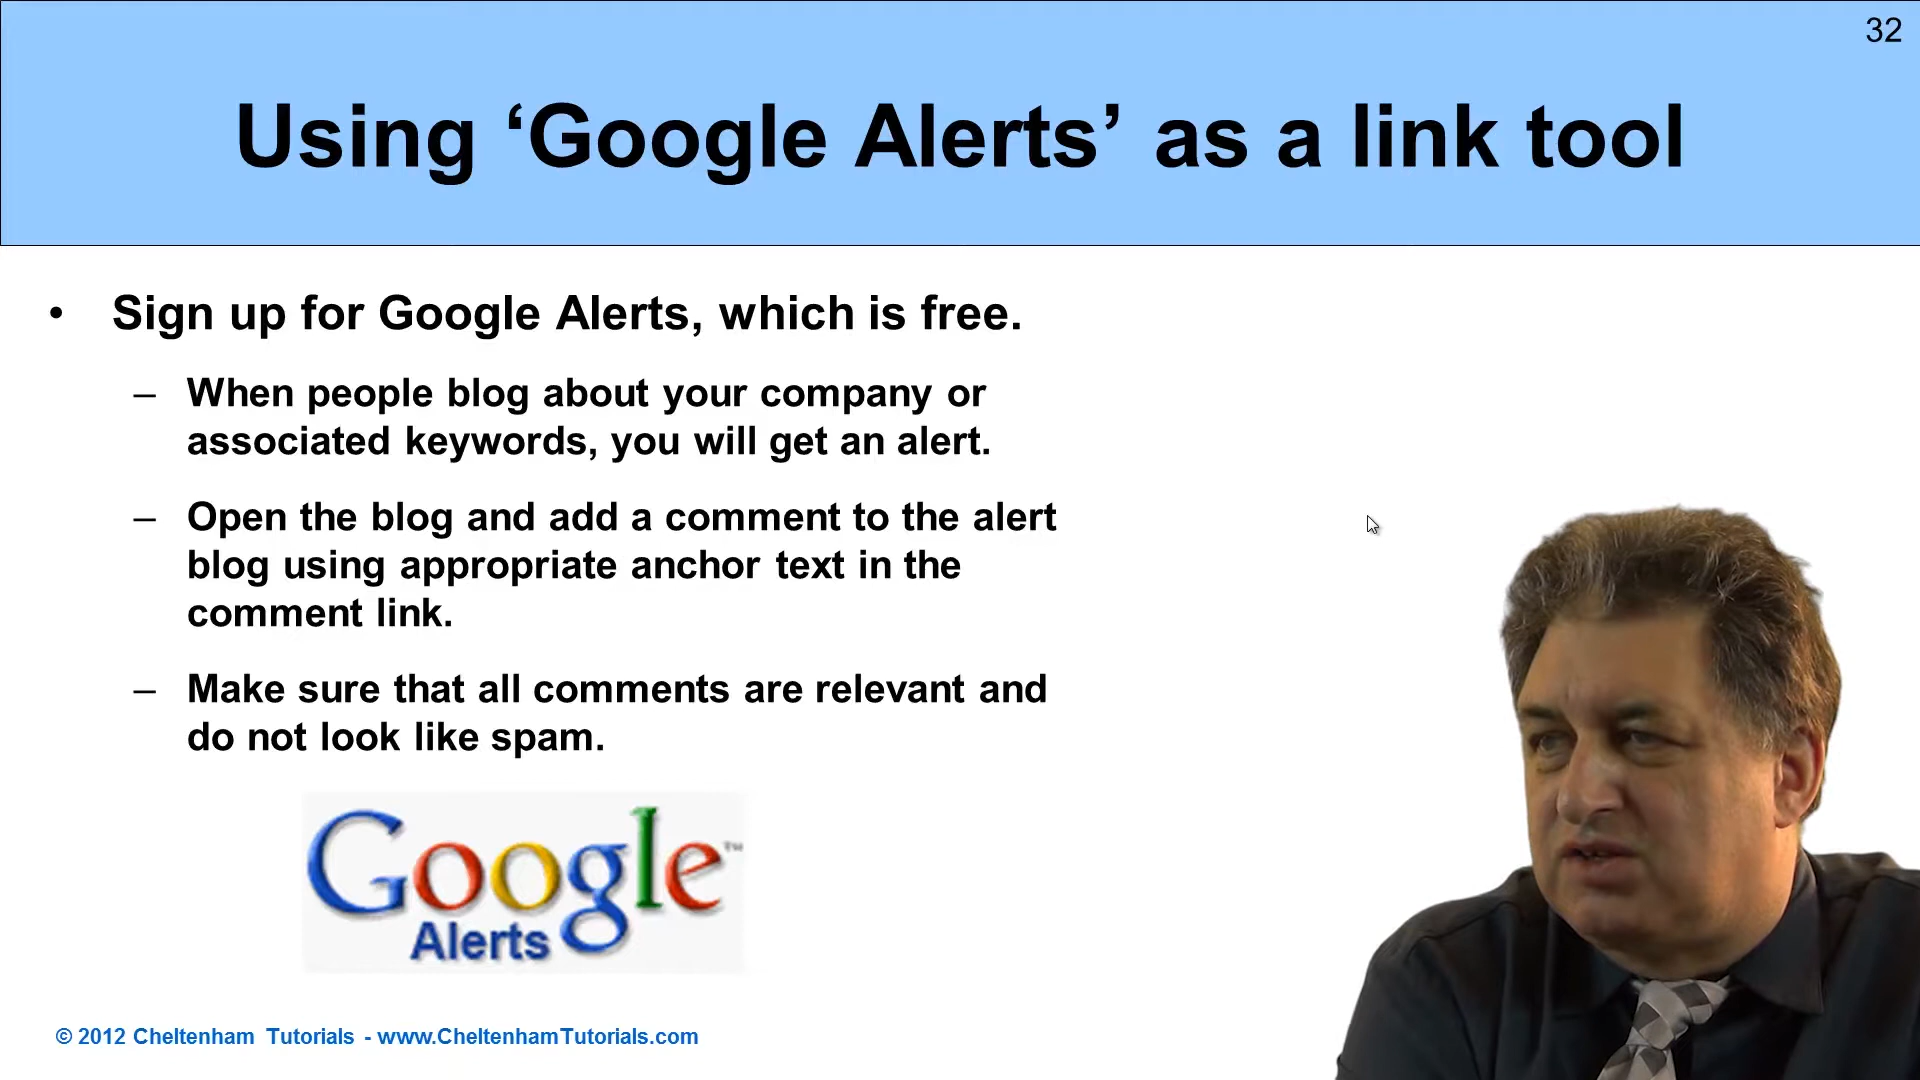 32
Using ‘Google Alerts’ as a link tool
• Sign up for Google Alerts, which is free.
– When people blog about your company or
associated keywords, you will get an alert.
– Open the blog and add a comment to the alert
blog using appropriate anchor text in the
comment link.
– Make sure that all comments are relevant and
do not look like spam.
Google™
Alerts
© 2012 Cheltenham Tutorials - www.CheltenhamTutorials.com